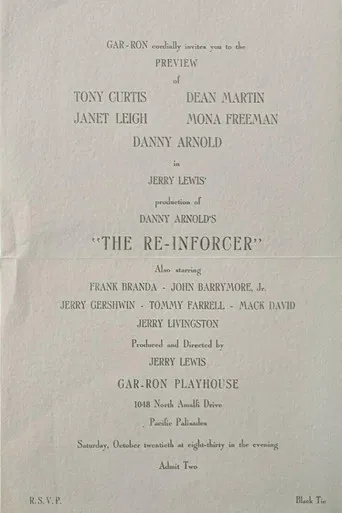 GAR-RON cordially invites you to the
PREVIEW
of
TONY CURTIS DEAN MARTIN
JANET LEIGH MONA FREEMAN
DANNY ARNOLD
in
JERRY LEWIS'
production of
DANNY ARNOLD'S
"THE RE-INFORCER"
Also starring
FRANK BRANDA - JOHN BARRYMORE, Jr.
JERRY GERSHWIN - TOMMY FARRELL - MACK DAVID
JERRY LIVINGSTON
Produced and Directed by
JERRY LEWIS
GAR-RON PLAYHOUSE
1048 North Amalfi Drive
Pacific Palisades
Saturday, October twentieth at eight-thirty in the evening
Admit Two
R.S.V.P. Black Tie